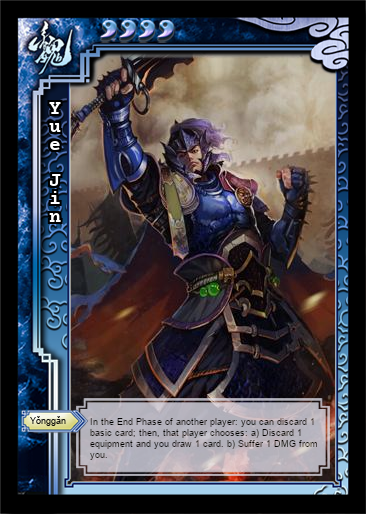 魏
Yue Jin
Yǒnggǎn
In the End Phase of another player: you can discard 1
basic card; then, that player chooses: a) Discard 1
equipment and you draw 1 card. b) Suffer 1 DMG from
you.